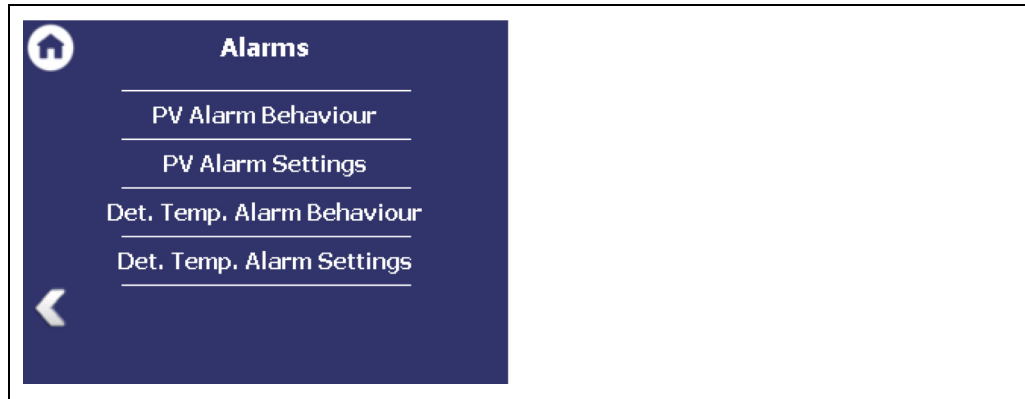 Alarms
PV Alarm Behaviour
PV Alarm Settings
Det. Temp. Alarm Behaviour
Det. Temp. Alarm Settings